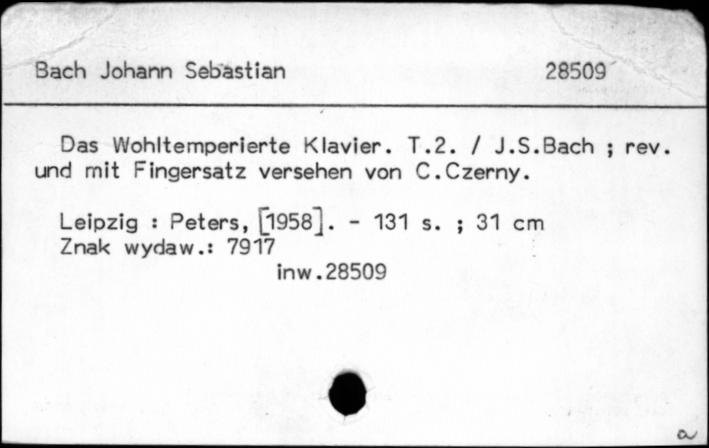 Bach Johann Sebastian 28509
Das Wohltemperierte Klavier. T.2. / J.S.Bach ; rev.
und mit Fingersatz versehen von C.Czerny.
Leipzig : Peters, [1958]. - 131 s. ; 31 cm
Znak wydaw.: 7917
inw.28509